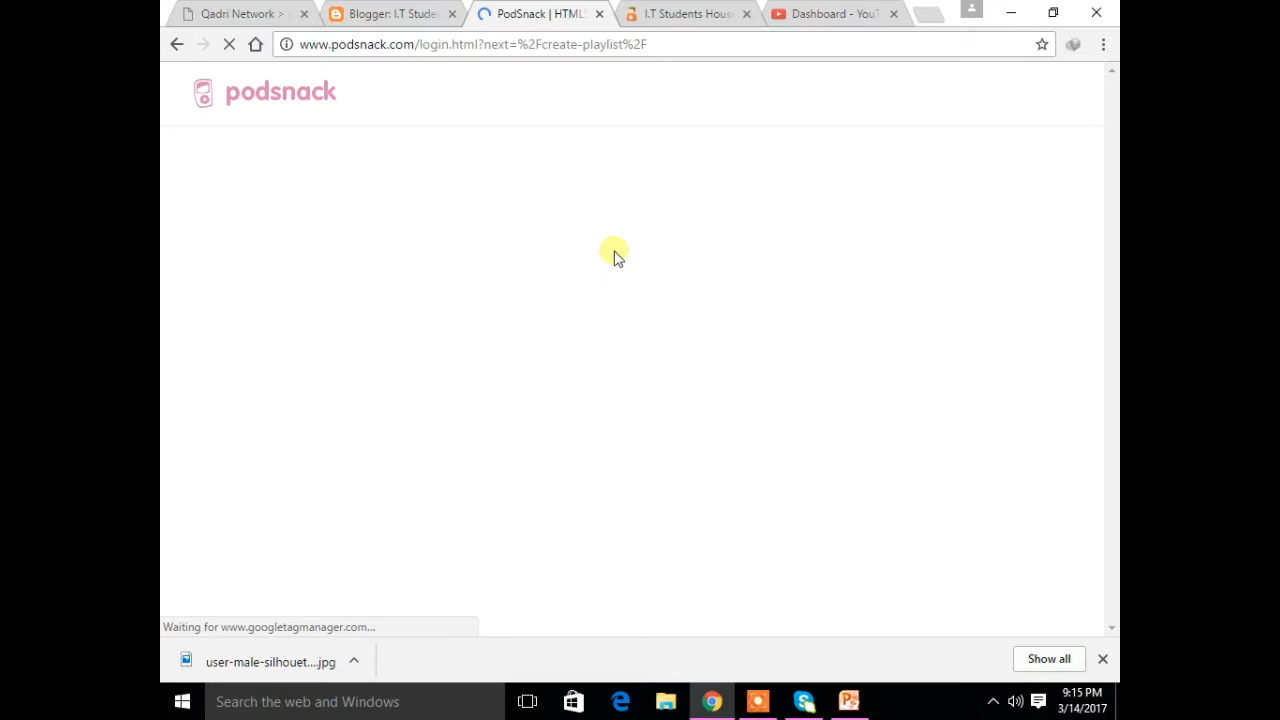 Qadri Network >
Blogger: I.T Stude
PodSnack | HTML
I.T Students Hous
Dashboard - YouT
www.podsnack.com/login.html?next=%2Fcreate-playlist%2F
podsnack
Waiting for www.googletagmanager.com...
user-male-silhouet....jpg
Show all
Search the web and Windows
9:15 PM
3/14/2017